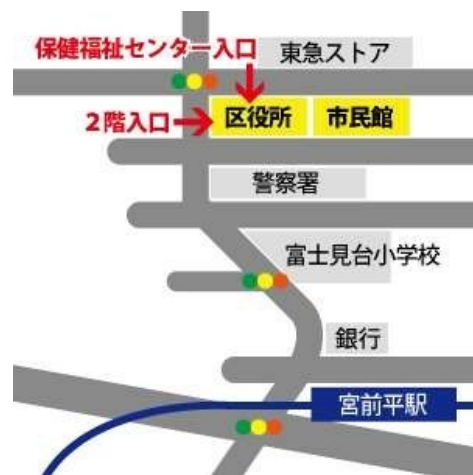 保健福祉センター入口
東急ストア
2階入口
区役所
市民館
警察署
富士見台小学校
銀行
宮前平駅